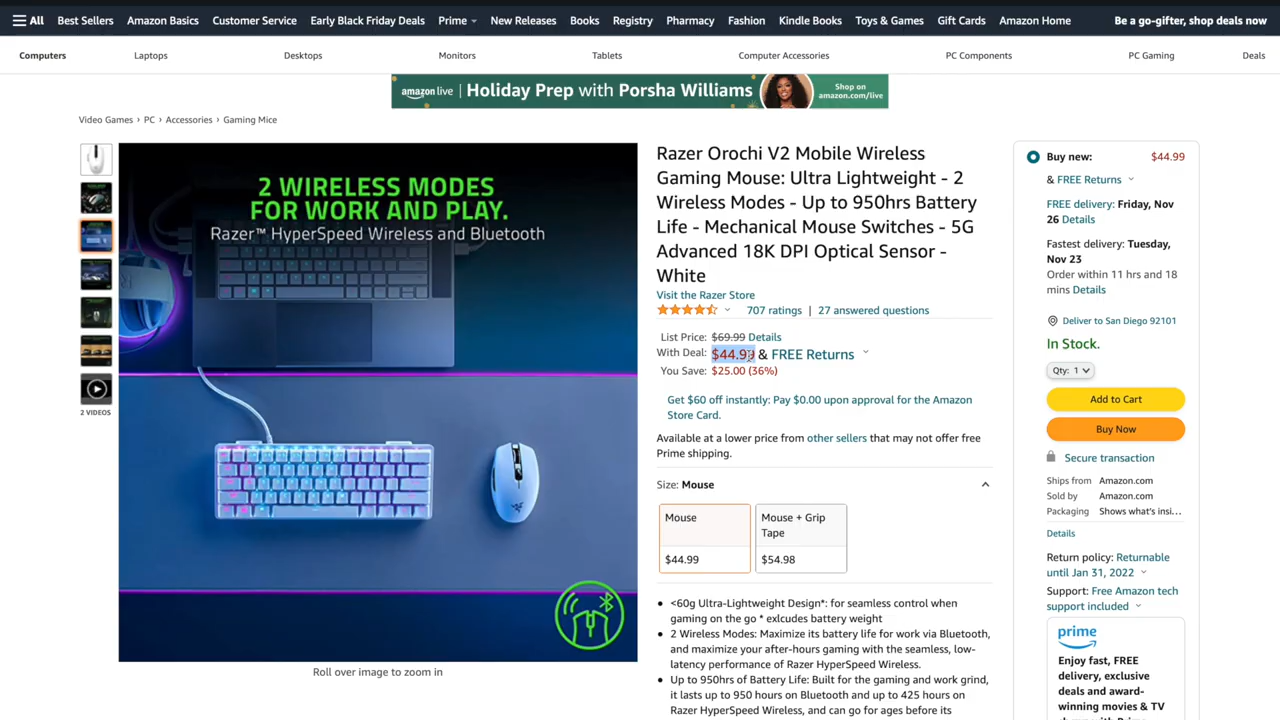 All
Best Sellers
Amazon Basics
Customer Service
Early Black Friday Deals
Prime
New Releases
Books
Registry
Pharmacy
Fashion
Kindle Books
Toys & Games
Gift Cards
Amazon Home
Be a go-gifter, shop deals now
Computers
Laptops
Desktops
Monitors
Tablets
Computer Accessories
PC Components
PC Gaming
Deals
amazon live | Holiday Prep with Porsha Williams
Shop on
amazon.com/live
Video Games › PC › Accessories › Gaming Mice
2 VIDEOS
2 WIRELESS MODES
FOR WORK AND PLAY.
Razer™ HyperSpeed Wireless and Bluetooth
Roll over image to zoom in
Razer Orochi V2 Mobile Wireless
Gaming Mouse: Ultra Lightweight - 2
Wireless Modes - Up to 950hrs Battery
Life - Mechanical Mouse Switches - 5G
Advanced 18K DPI Optical Sensor -
White
Visit the Razer Store
707 ratings | 27 answered questions
List Price: $69.99 Details
With Deal: $44.99 & FREE Returns
You Save: $25.00 (36%)
Get $60 off instantly: Pay $0.00 upon approval for the Amazon
Store Card.
Available at a lower price from other sellers that may not offer free
Prime shipping.
Size: Mouse
Mouse
$44.99
Mouse + Grip
Tape
$54.98
• <60g Ultra-Lightweight Design*: for seamless control when
gaming on the go * exlcudes battery weight
• 2 Wireless Modes: Maximize its battery life for work via Bluetooth,
and maximize your after-hours gaming with the seamless, low-
latency performance of Razer HyperSpeed Wireless.
• Up to 950hrs of Battery Life: Built for the gaming and work grind,
it lasts up to 950 hours on Bluetooth and up to 425 hours on
Razer HyperSpeed Wireless, and can go for ages before its
Buy new: $44.99
& FREE Returns
FREE delivery: Friday, Nov
26 Details
Fastest delivery: Tuesday,
Nov 23
Order within 11 hrs and 18
mins Details
Deliver to San Diego 92101
In Stock.
Qty: 1
Add to Cart
Buy Now
Secure transaction
Ships from Amazon.com
Sold by Amazon.com
Packaging Shows what's insi...
Details
Return policy: Returnable
until Jan 31, 2022
Support: Free Amazon tech
support included
prime
Enjoy fast, FREE
delivery, exclusive
deals and award-
winning movies & TV